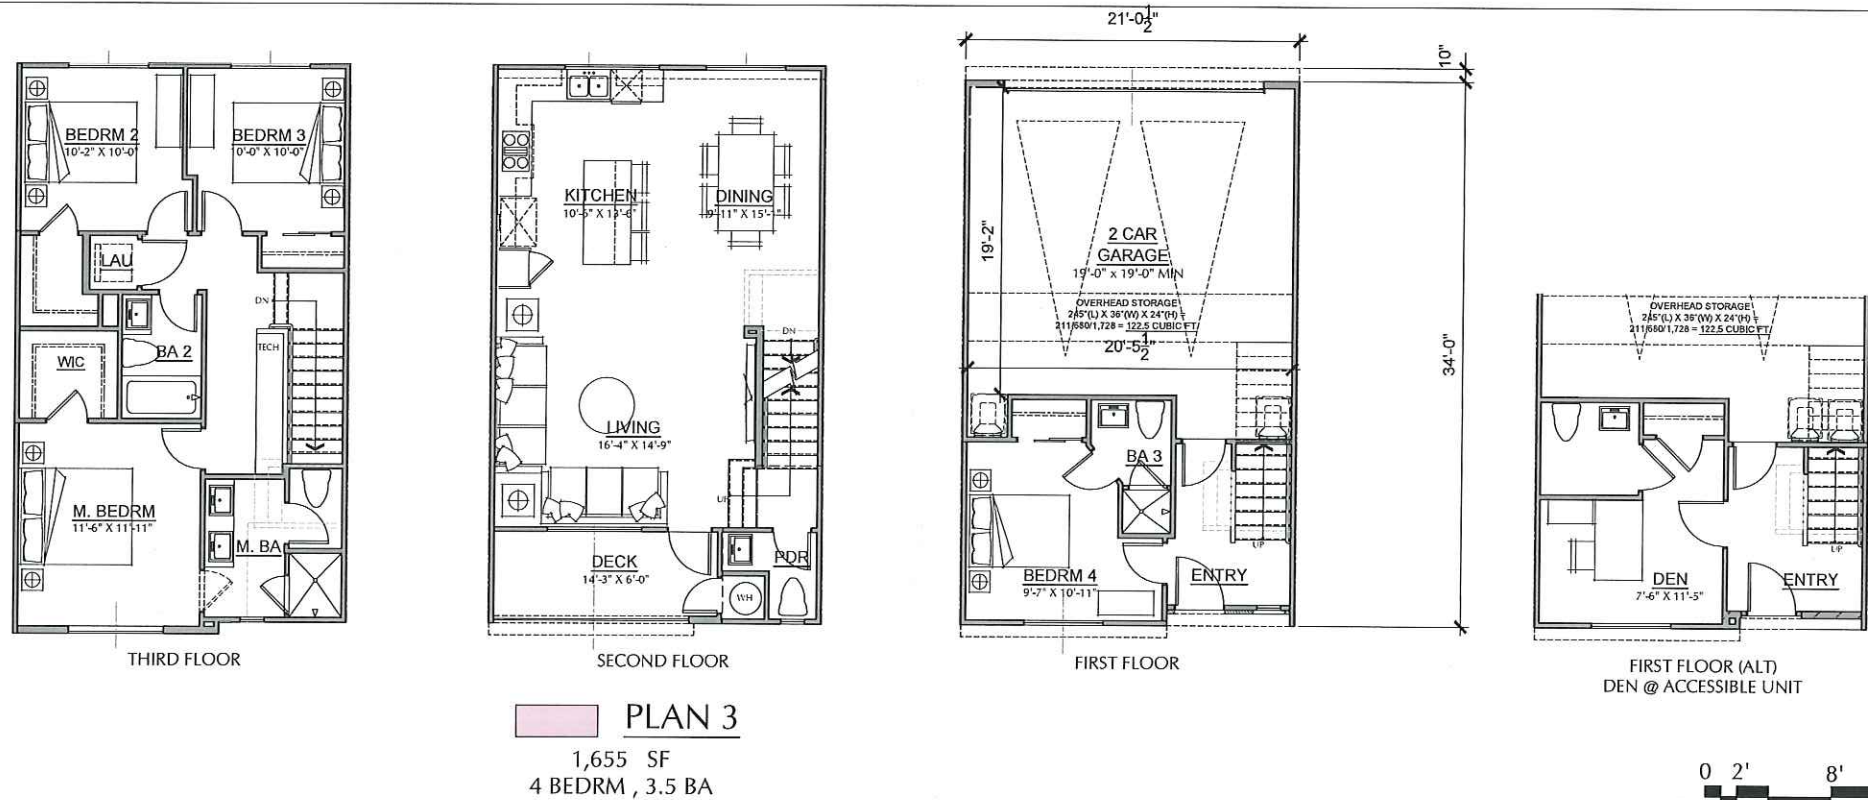 BEDRM 2
10'-2" X 10'-0"
BEDRM 3
10'-0" X 10'-0"
LAU
DN
TECH
BA 2
WIC
M. BEDRM
11'-6" X 11'-11"
M. BA
THIRD FLOOR
KITCHEN
DINING
9'-11" X 15'-1"
DN
LIVING
16'-4" X 14'-9"
UP
DECK
14'-3" X 6'-0"
PDR
WH
SECOND FLOOR
21'-0 1/2"
10"
19'-2"
2 CAR
GARAGE
19'-0" x 19'-0" MIN
OVERHEAD STORAGE
245"(L) X 36"(W) X 24"(H) =
211,680/1,728 = 122.5 CUBIC FT
20'-5 1/2"
34'-0"
BA 3
BEDRM 4
9'-7" X 10'-11"
ENTRY
UP
FIRST FLOOR
OVERHEAD STORAGE
245"(L) X 36"(W) X 24"(H) =
211,680/1,728 = 122.5 CUBIC FT
DEN
7'-6" X 11'-5"
ENTRY
UP
FIRST FLOOR (ALT)
DEN @ ACCESSIBLE UNIT
PLAN 3
1,655 SF
4 BEDRM , 3.5 BA
0 2' 8'